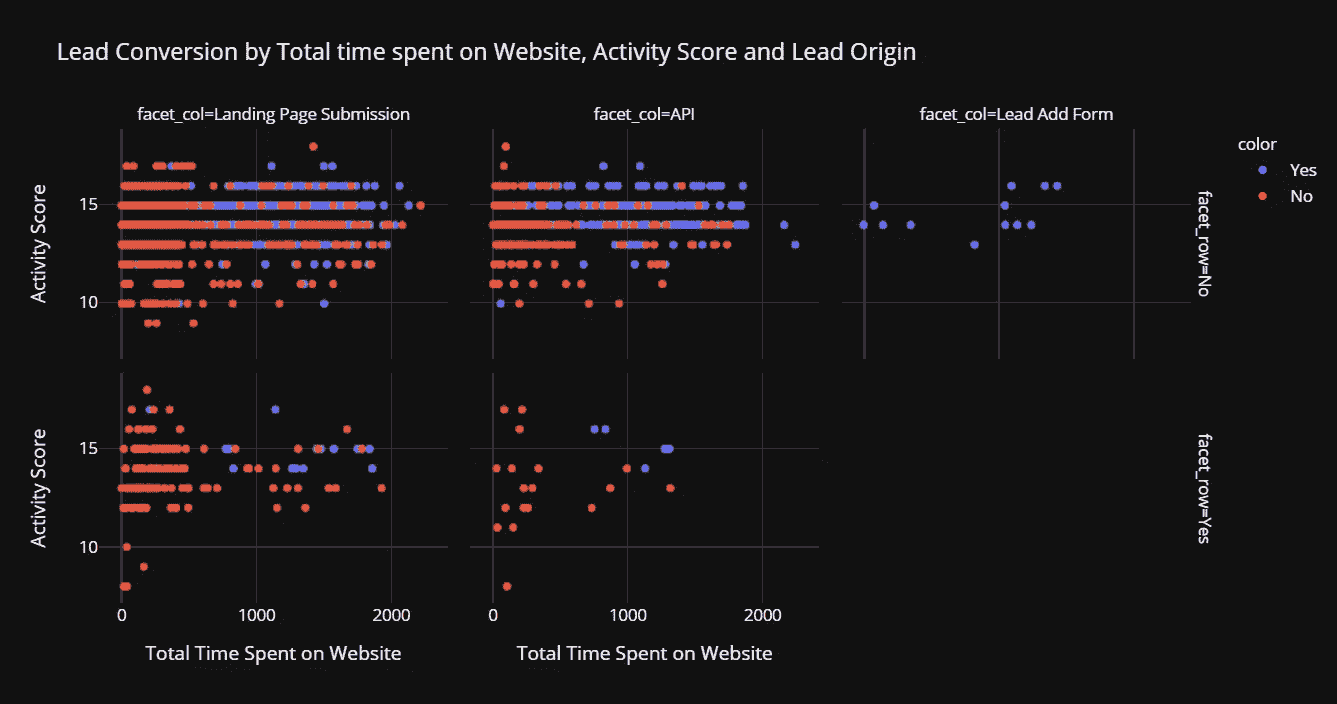 Lead Conversion by Total time spent on Website, Activity Score and Lead Origin
facet_col=Landing Page Submission
facet_col=API
facet_col=Lead Add Form
color
Yes
No
Activity Score
15
10
facet_row=No
Activity Score
15
10
facet_row=Yes
0
1000
2000
0
1000
2000
Total Time Spent on Website
Total Time Spent on Website